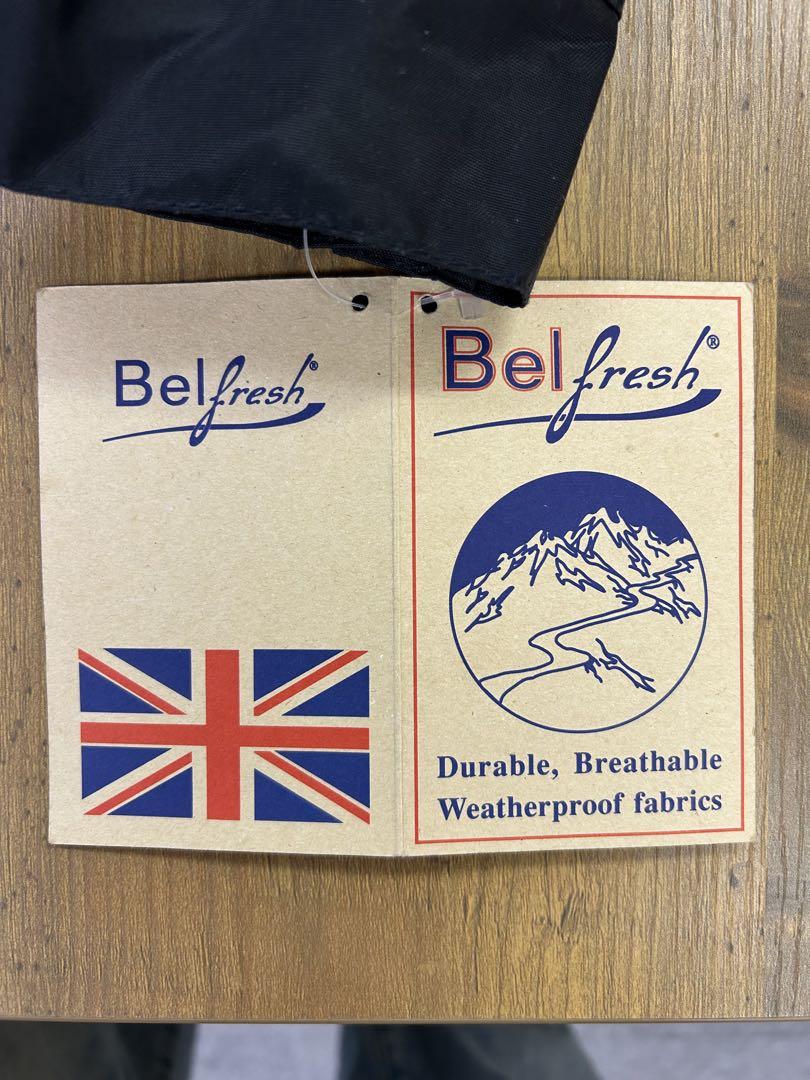 Belfresh®
Belfresh®
Durable, Breathable
Weatherproof fabrics